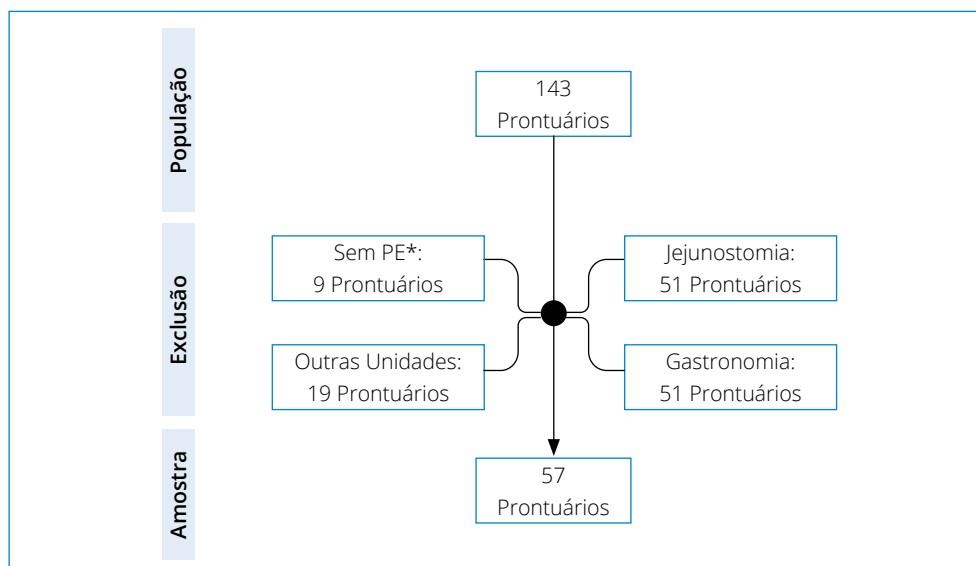 População
143
Prontuários
Exclusão
Sem PE*:
9 Prontuários
Jejunostomia:
51 Prontuários
Outras Unidades:
19 Prontuários
Gastronomia:
51 Prontuários
Amostra
57
Prontuários